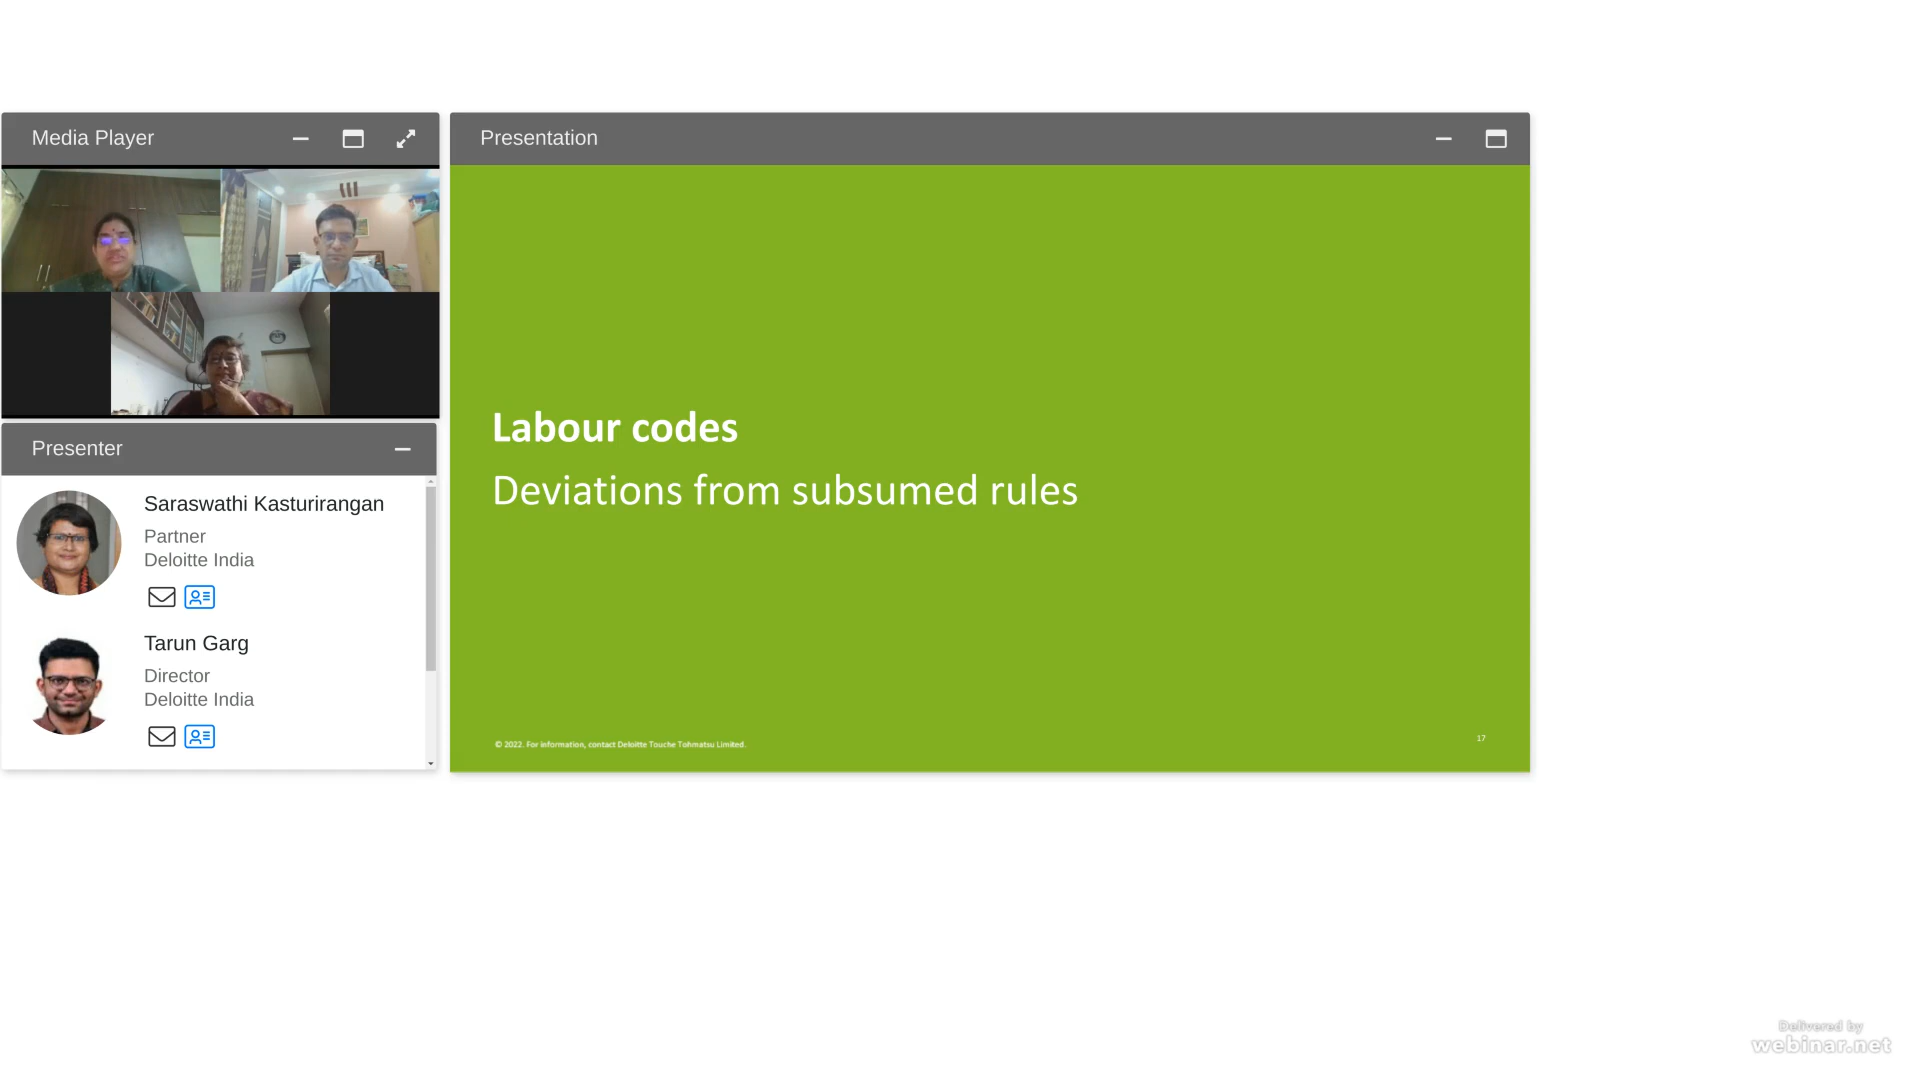 Media Player
Presentation
Labour codes
Deviations from subsumed rules
© 2022. For information, contact Deloitte Touche Tohmatsu Limited.
17
Presenter
Saraswathi Kasturirangan
Partner
Deloitte India
Tarun Garg
Director
Deloitte India
Delivered by
webinar.net